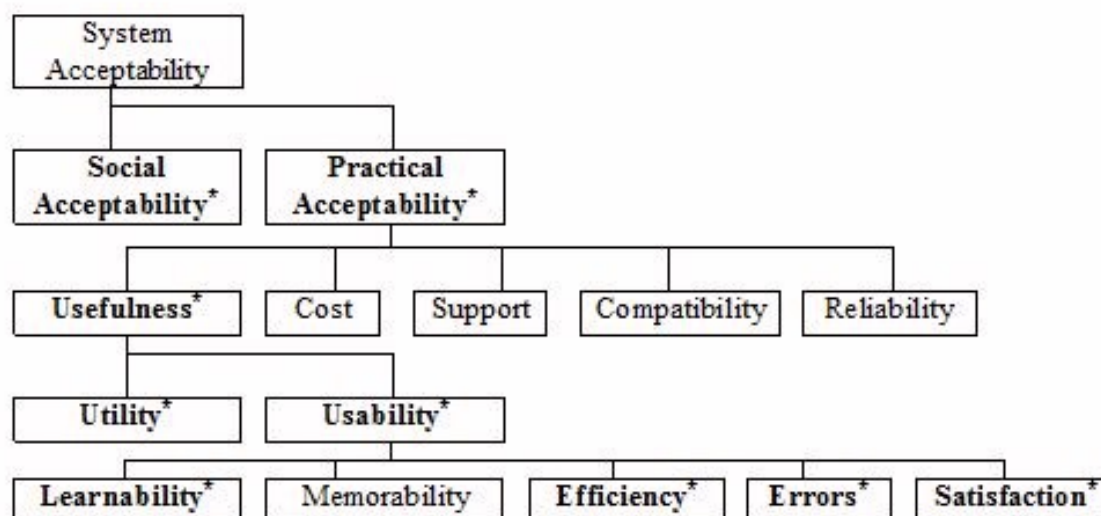 System
Acceptability
Social
Acceptability*
Practical
Acceptability*
Usefulness*
Cost
Support
Compatibility
Reliability
Utility*
Usability*
Learnability*
Memorability
Efficiency*
Errors*
Satisfaction*